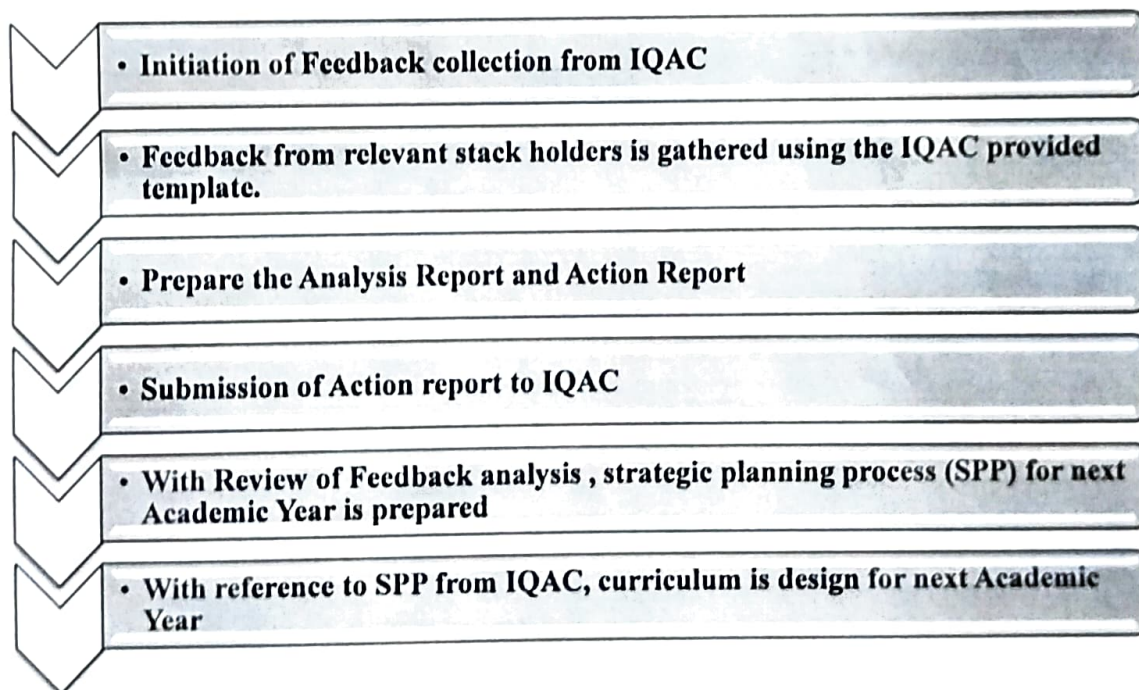 • Initiation of Feedback collection from IQAC
• Feedback from relevant stack holders is gathered using the IQAC provided
template.
• Prepare the Analysis Report and Action Report
• Submission of Action report to IQAC
• With Review of Feedback analysis , strategic planning process (SPP) for next
Academic Year is prepared
• With reference to SPP from IQAC, curriculum is design for next Academic
Year